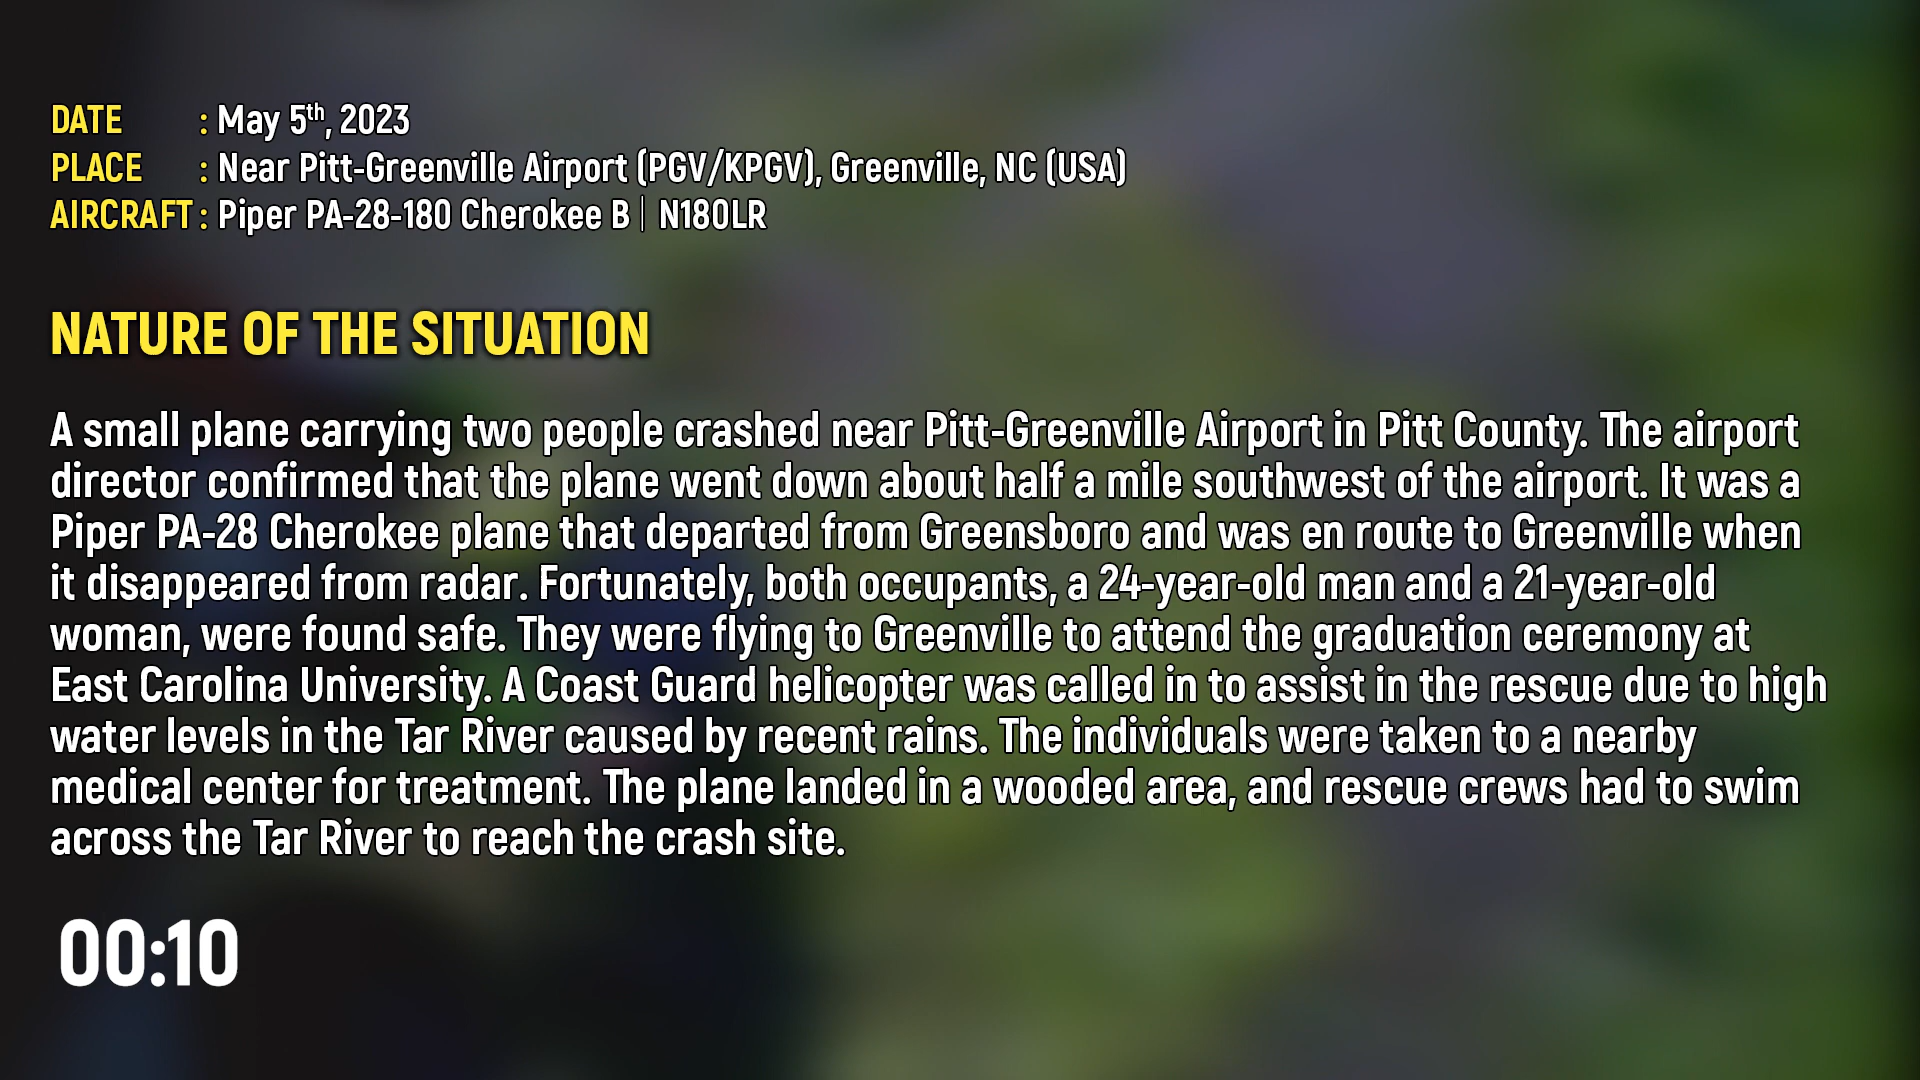 DATE : May 5th, 2023
PLACE : Near Pitt-Greenville Airport (PGV/KPGV), Greenville, NC (USA)
AIRCRAFT : Piper PA-28-180 Cherokee B | N180LR
NATURE OF THE SITUATION
A small plane carrying two people crashed near Pitt-Greenville Airport in Pitt County. The airport
director confirmed that the plane went down about half a mile southwest of the airport. It was a
Piper PA-28 Cherokee plane that departed from Greensboro and was en route to Greenville when
it disappeared from radar. Fortunately, both occupants, a 24-year-old man and a 21-year-old
woman, were found safe. They were flying to Greenville to attend the graduation ceremony at
East Carolina University. A Coast Guard helicopter was called in to assist in the rescue due to high
water levels in the Tar River caused by recent rains. The individuals were taken to a nearby
medical center for treatment. The plane landed in a wooded area, and rescue crews had to swim
across the Tar River to reach the crash site.
00:10